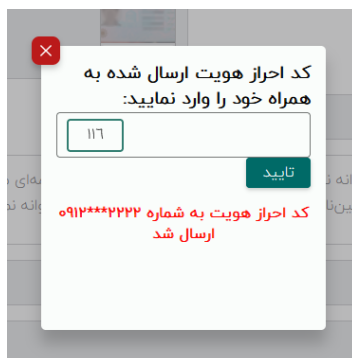 کد احراز هویت ارسال شده به
همراه خود را وارد نمایید:
۱۱۶
تایید
کد احراز هویت به شماره ۰۹۱۲***۲۲۲۲
ارسال شد